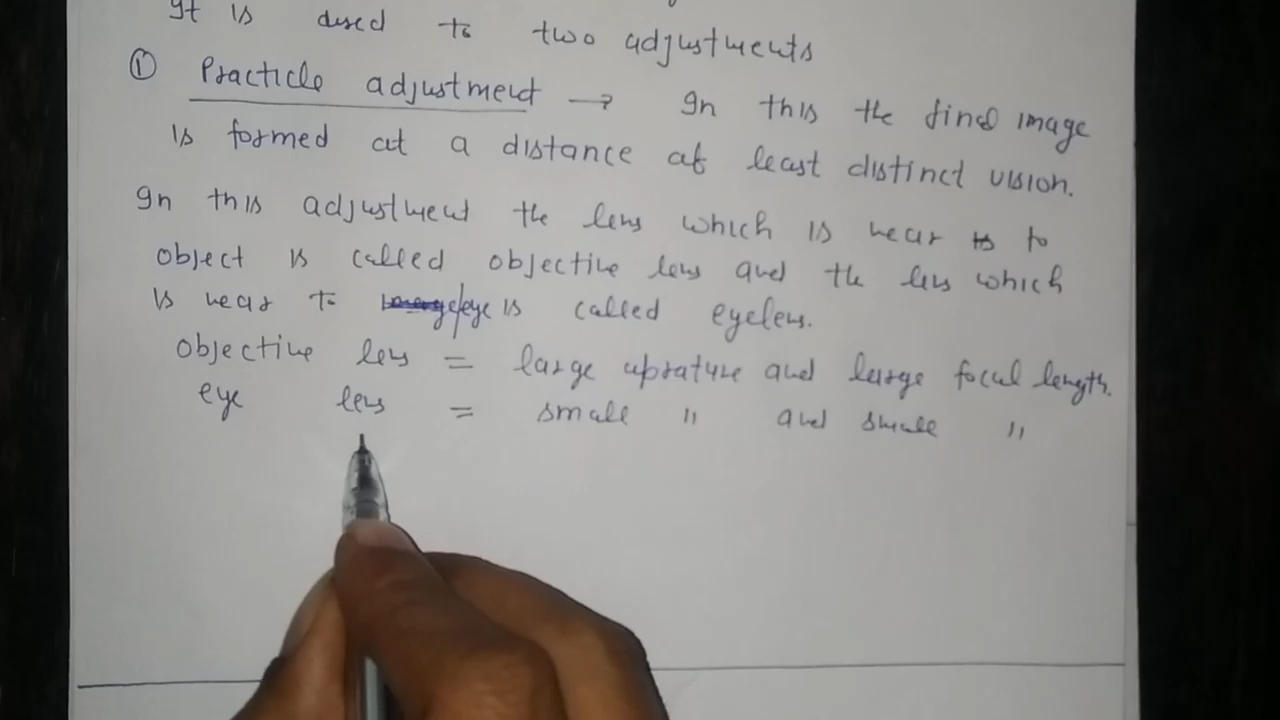 It is used to two adjustments
① Practicle adjustment → In this the final image
is formed at a distance of least distinct vision.
In this adjustment the lens which is near to
object is called objective lens and the lens which
is near to eye is called eyelens.
objective lens = large aprature and large focal length.
eye lens = small " and small "